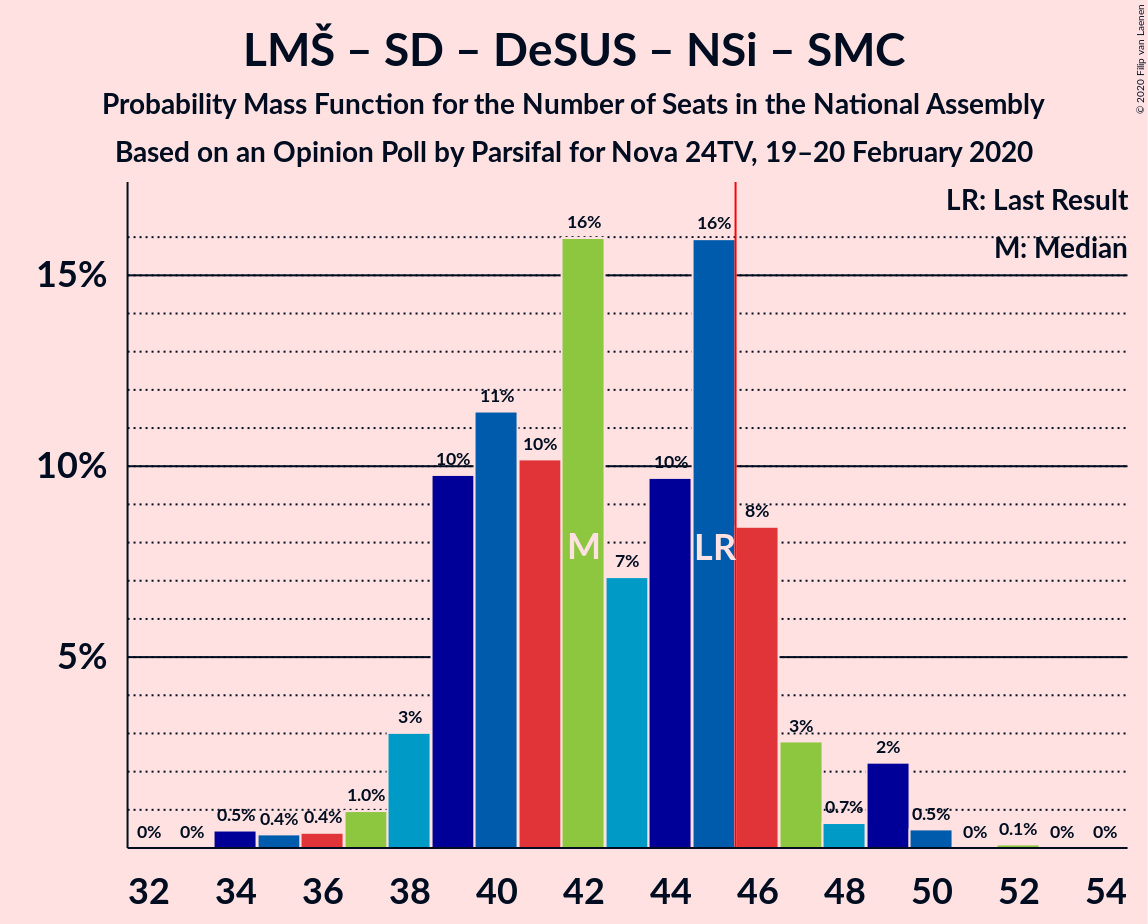 LMŠ – SD – DeSUS – NSi – SMC
Probability Mass Function for the Number of Seats in the National Assembly
Based on an Opinion Poll by Parsifal for Nova 24TV, 19–20 February 2020
© 2020 Filip van Laenen
LR: Last Result
M: Median
15%
10%
5%
0% 0% 0.5% 0.4% 0.4% 1.0% 3% 10% 11% 10% 16% 7% 10% 16% 8% 3% 0.7% 2% 0.5% 0% 0.1% 0% 0%
M LR
32 34 36 38 40 42 44 46 48 50 52 54